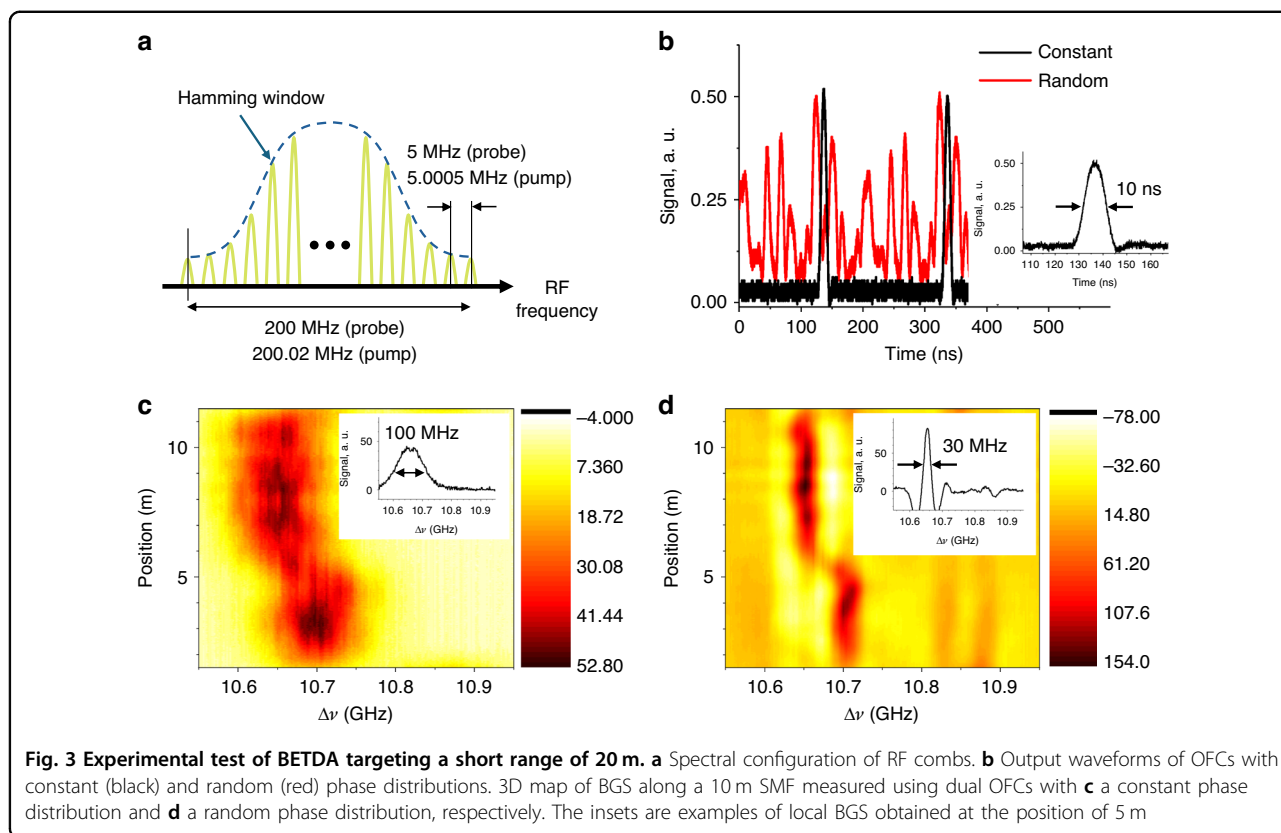 a
Hamming window
5 MHz (probe)
5.0005 MHz (pump)
RF
frequency
200 MHz (probe)
200.02 MHz (pump)
b
Constant
Random
Signal, a. u.
0.50
0.25
0.00
0 100 200 300 400 500
Time (ns)
Signal, a. u.
0.50
0.25
0.00
10 ns
110 120 130 140 150 160
Time (ns)
c
Position (m)
10
5
10.6 10.7 10.8 10.9
Δν (GHz)
Signal, a. u.
50
0
100 MHz
10.6 10.7 10.8 10.9
Δν (GHz)
−4.000
7.360
18.72
30.08
41.44
52.80
d
Position (m)
10
5
10.6 10.7 10.8 10.9
Δν (GHz)
Signal, a. u.
50
0
30 MHz
10.6 10.7 10.8 10.9
Δν (GHz)
−78.00
−32.60
14.80
61.20
107.6
154.0
Fig. 3 Experimental test of BETDA targeting a short range of 20 m. a Spectral configuration of RF combs. b Output waveforms of OFCs with
constant (black) and random (red) phase distributions. 3D map of BGS along a 10 m SMF measured using dual OFCs with c a constant phase
distribution and d a random phase distribution, respectively. The insets are examples of local BGS obtained at the position of 5 m